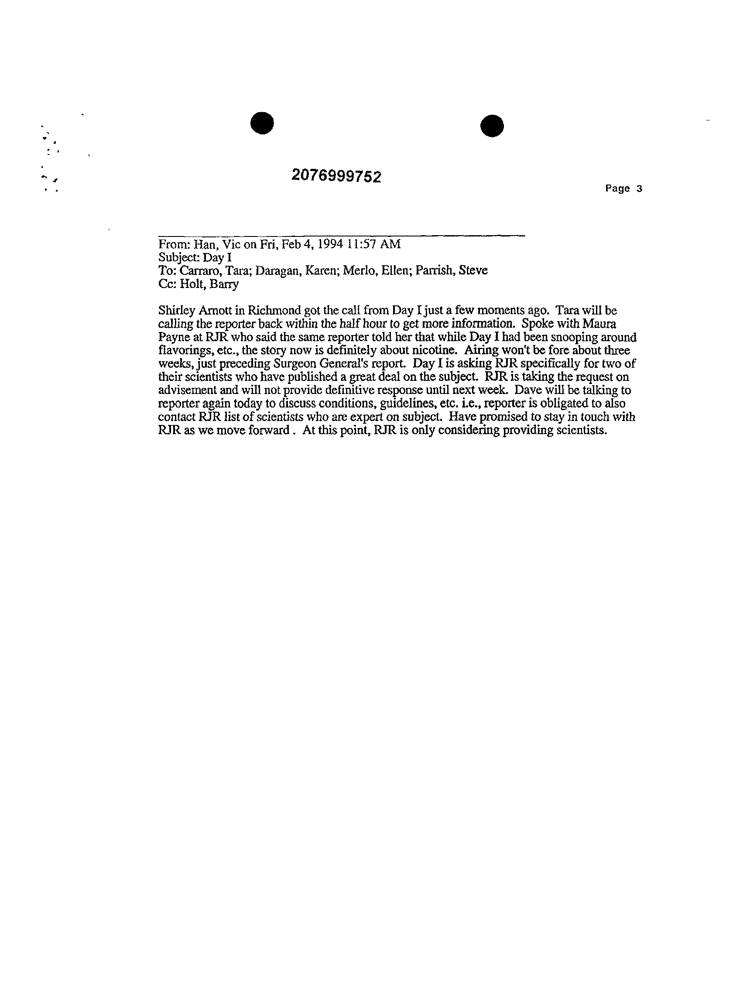 2076999752
Page 3
From: Han, Vic on Fri, Feb 4, 1994 11:57 AM
Subject: Day I
To: Carraro, Tara; Daragan, Karen; Merlo, Ellen; Parrish, Steve
Cc: Holt, Barry
Shirley Arnott in Richmond got the call from Day I just a few moments ago. Tara will be
calling the reporter back within the half hour to get more information. Spoke with Maura
Payne at RJR who said the same reporter told her that while Day I had been snooping around
flavorings, etc., the story now is definitely about nicotine. Airing won't be fore about three
weeks, just preceding Surgeon General's report. Day I is asking RJR specifically for two of
their scientists who have published a great deal on the subject. RJR is taking the request on
advisement and will not provide definitive response until next week. Dave will be talking to
reporter again today to discuss conditions, guidelines, etc. i.e., reporter is obligated to also
contact RJR list of scientists who are expert on subject. Have promised to stay in touch with
RJR as we move forward . At this point, RJR is only considering providing scientists.